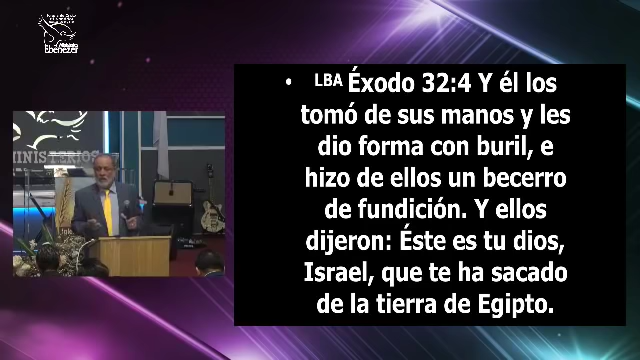 Ebenezer
MINISTERIOS
• LBA Éxodo 32:4 Y él los
tomó de sus manos y les
dio forma con buril, e
hizo de ellos un becerro
de fundición. Y ellos
dijeron: Éste es tu dios,
Israel, que te ha sacado
de la tierra de Egipto.